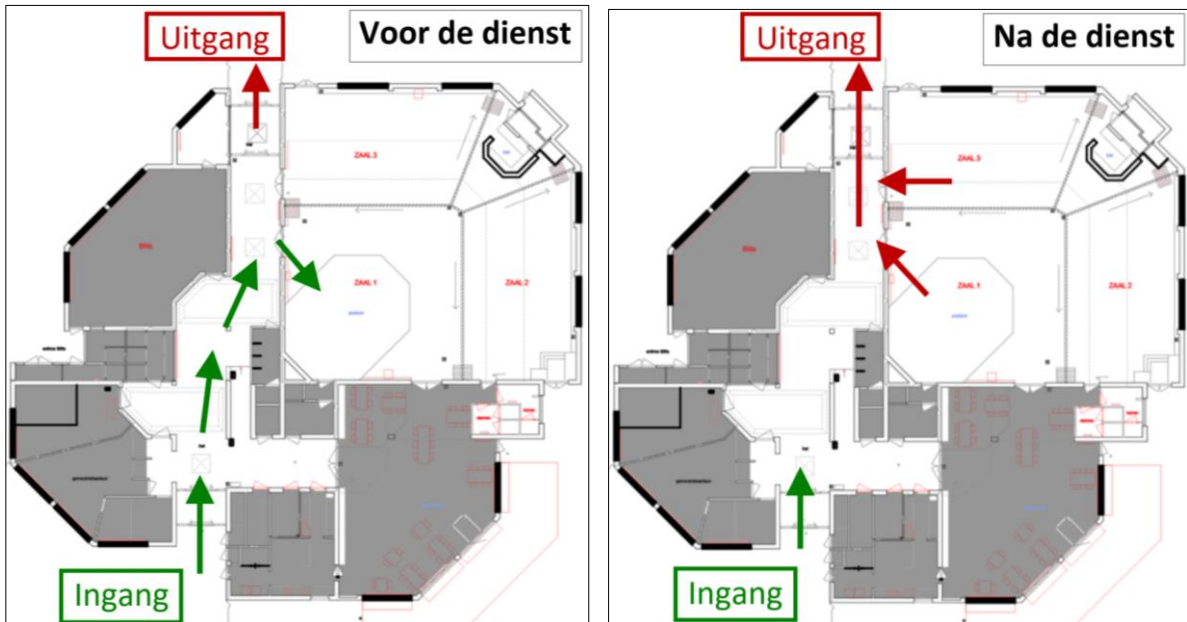 Uitgang
Voor de dienst
ZAAL 3
ZAAL 1
ZAAL 2
Ingang
Uitgang
Na de dienst
ZAAL 3
ZAAL 1
ZAAL 2
Ingang